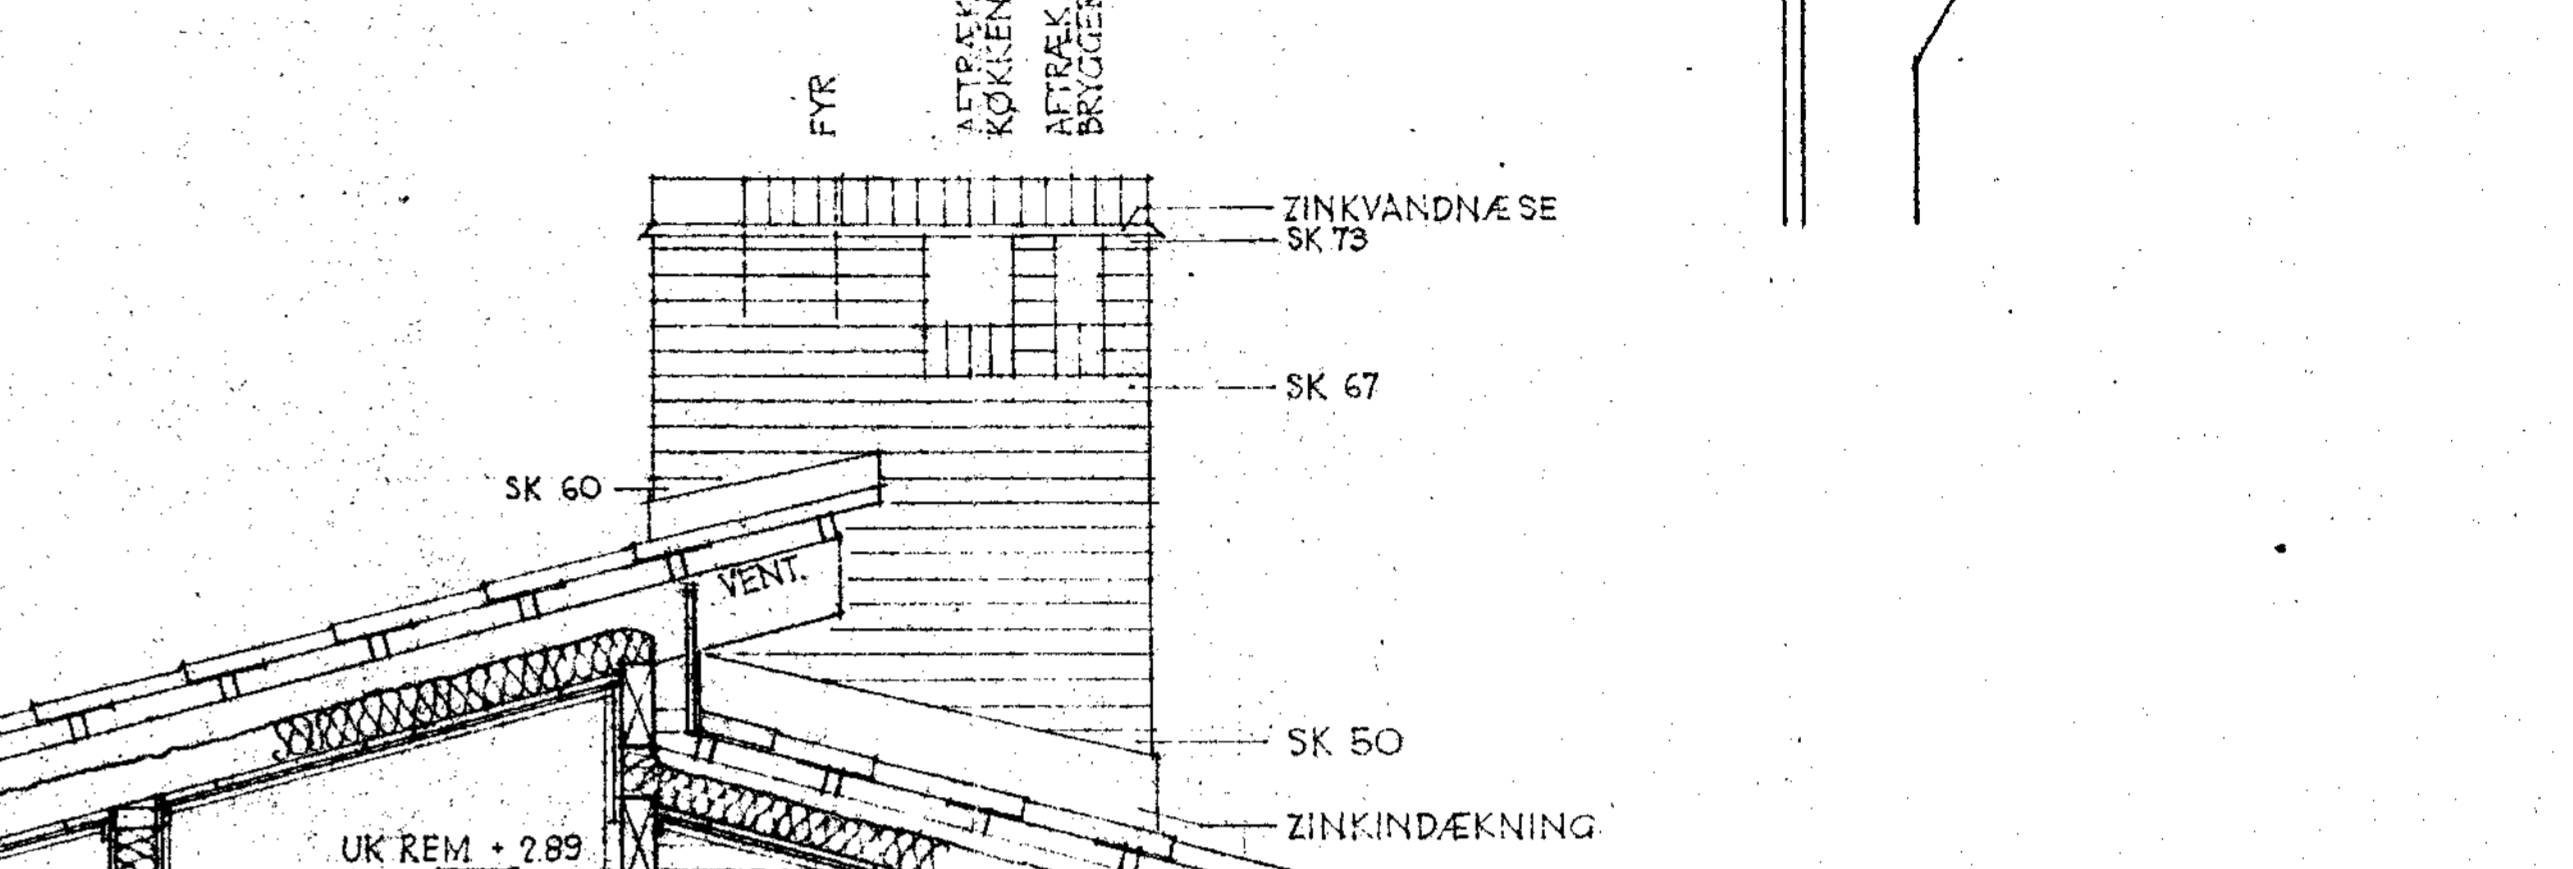 FYR
AFTRÆK
KØKKEN
AFTRÆK
BRYGGER
ZINKVANDNÆSE
SK 73
SK 67
SK 60
VENT.
SK 50
ZINKINDÆKNING
UK REM + 2.89